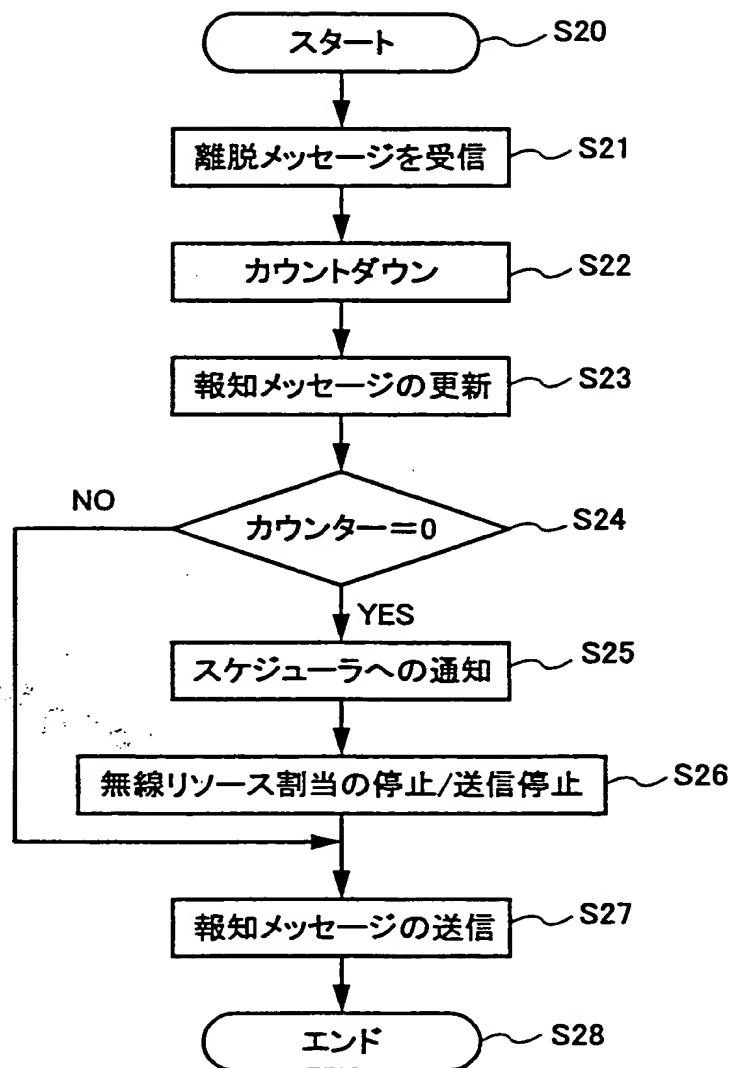 スタート S20
離脱メッセージを受信 S21
カウントダウン S22
報知メッセージの更新 S23
NO
カウンター=0 S24
YES
スケジューラへの通知 S25
無線リソース割当の停止/送信停止 S26
報知メッセージの送信 S27
エンド S28